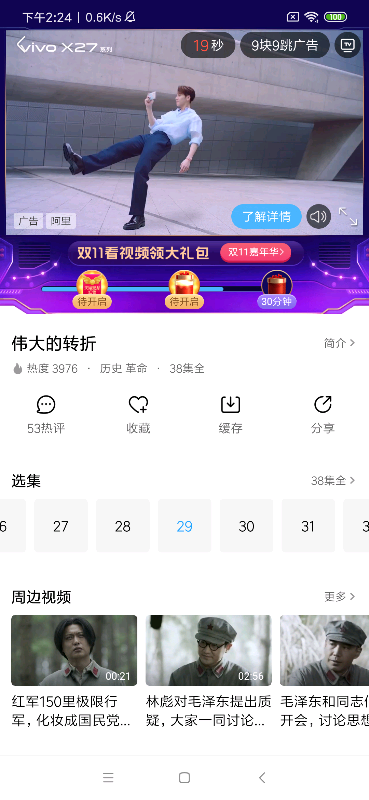 下午2:24 | 0.6K/s
100
vivo X27 系列
19秒
9块9跳广告
TV
广告
阿里
了解详情
双11看视频领大礼包
双11嘉年华>
待开启
待开启
30分钟
伟大的转折
简介 >
热度 3976 · 历史 革命 · 38集全
53热评
收藏
缓存
分享
选集
38集全 >
6
27
28
29
30
31
3
周边视频
更多 >
00:21
02:56
红军150里极限行
军，化妆成国民党...
林彪对毛泽东提出质
疑，大家一同讨论...
毛泽东和同志
开会，讨论思想